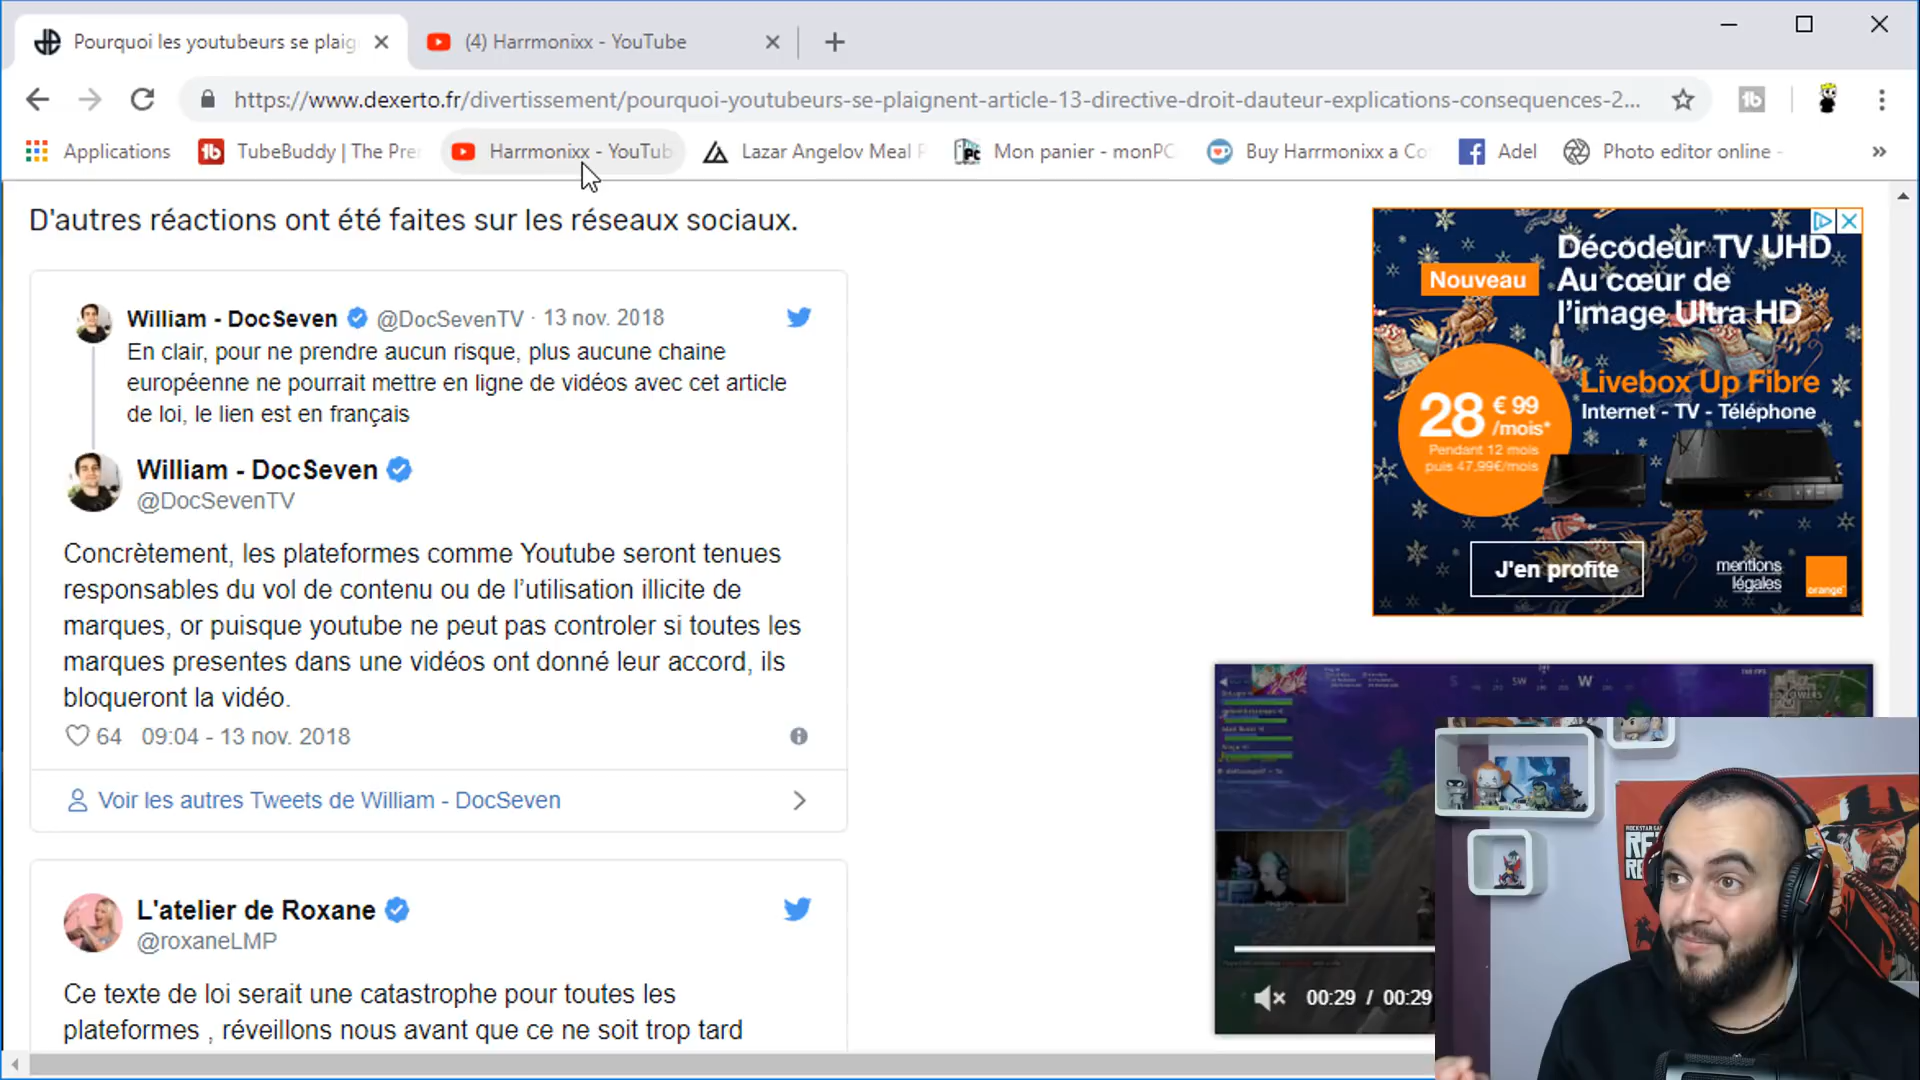 Pourquoi les youtubeurs se plaig
(4) Harrmonixx - YouTube
https://www.dexerto.fr/divertissement/pourquoi-youtubeurs-se-plaignent-article-13-directive-droit-dauteur-explications-consequences-2...
Applications
TubeBuddy | The Pre
Harrmonixx - YouTub
Lazar Angelov Meal P
Mon panier - monPC
Buy Harrmonixx a Co
Adel
Photo editor online -
D'autres réactions ont été faites sur les réseaux sociaux.
William - DocSeven @DocSevenTV · 13 nov. 2018
En clair, pour ne prendre aucun risque, plus aucune chaine
européenne ne pourrait mettre en ligne de vidéos avec cet article
de loi, le lien est en français
William - DocSeven
@DocSevenTV
Concrètement, les plateformes comme Youtube seront tenues
responsables du vol de contenu ou de l’utilisation illicite de
marques, or puisque youtube ne peut pas controler si toutes les
marques presentes dans une vidéos ont donné leur accord, ils
bloqueront la vidéo.
64 09:04 - 13 nov. 2018
Voir les autres Tweets de William - DocSeven
L'atelier de Roxane
@roxaneLMP
Ce texte de loi serait une catastrophe pour toutes les
plateformes , réveillons nous avant que ce ne soit trop tard
Nouveau
Décodeur TV UHD
Au cœur de
l’image Ultra HD
28 €99
/mois*
Pendant 12 mois
puis 47,99€/mois
Livebox Up Fibre
Internet - TV - Téléphone
J'en profite
mentions
légales
orange
SW W
00:29 / 00:29